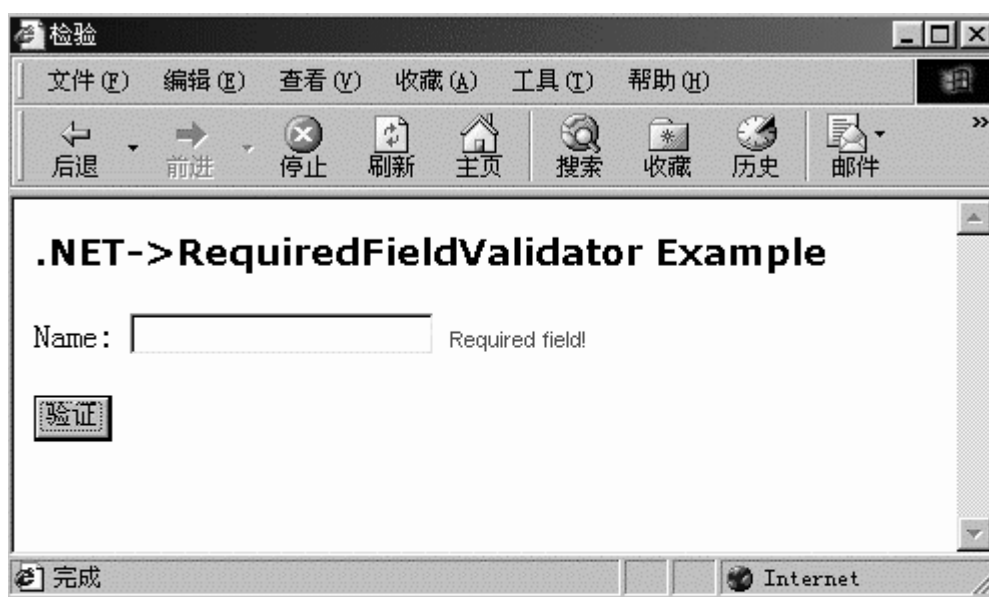 检验
文件(F) 编辑(E) 查看(V) 收藏(A) 工具(T) 帮助(H)
后退 前进 停止 刷新 主页 搜索 收藏 历史 邮件 »
.NET->RequiredFieldValidator Example
Name: Required field!
验证
完成 Internet